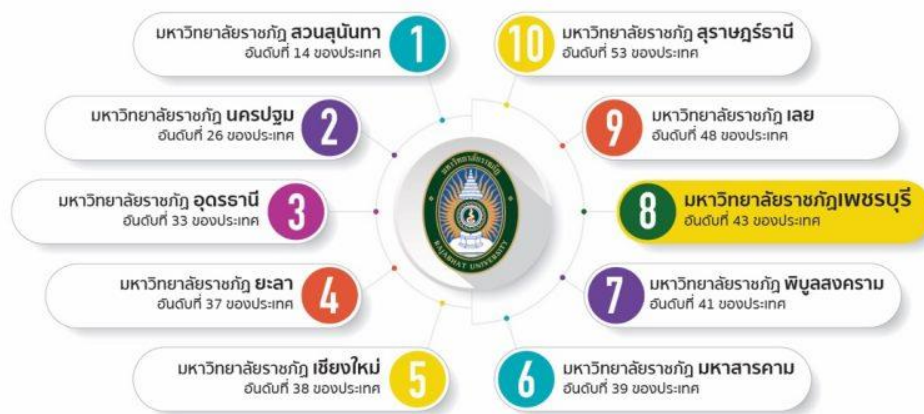 1
มหาวิทยาลัยราชภัฏ สวนสุนันทา
อันดับที่ 14 ของประเทศ
2
มหาวิทยาลัยราชภัฏ นครปฐม
อันดับที่ 26 ของประเทศ
3
มหาวิทยาลัยราชภัฏ อุดรธานี
อันดับที่ 33 ของประเทศ
4
มหาวิทยาลัยราชภัฏ ยะลา
อันดับที่ 37 ของประเทศ
5
มหาวิทยาลัยราชภัฏ เชียงใหม่
อันดับที่ 38 ของประเทศ
6
มหาวิทยาลัยราชภัฏ มหาสารคาม
อันดับที่ 39 ของประเทศ
7
มหาวิทยาลัยราชภัฏ พิบูลสงคราม
อันดับที่ 41 ของประเทศ
8
มหาวิทยาลัยราชภัฏเพชรบุรี
อันดับที่ 43 ของประเทศ
9
มหาวิทยาลัยราชภัฏ เลย
อันดับที่ 48 ของประเทศ
10
มหาวิทยาลัยราชภัฏ สุราษฎร์ธานี
อันดับที่ 53 ของประเทศ
มหาวิทยาลัยราชภัฏ
RAJABHAT UNIVERSITY